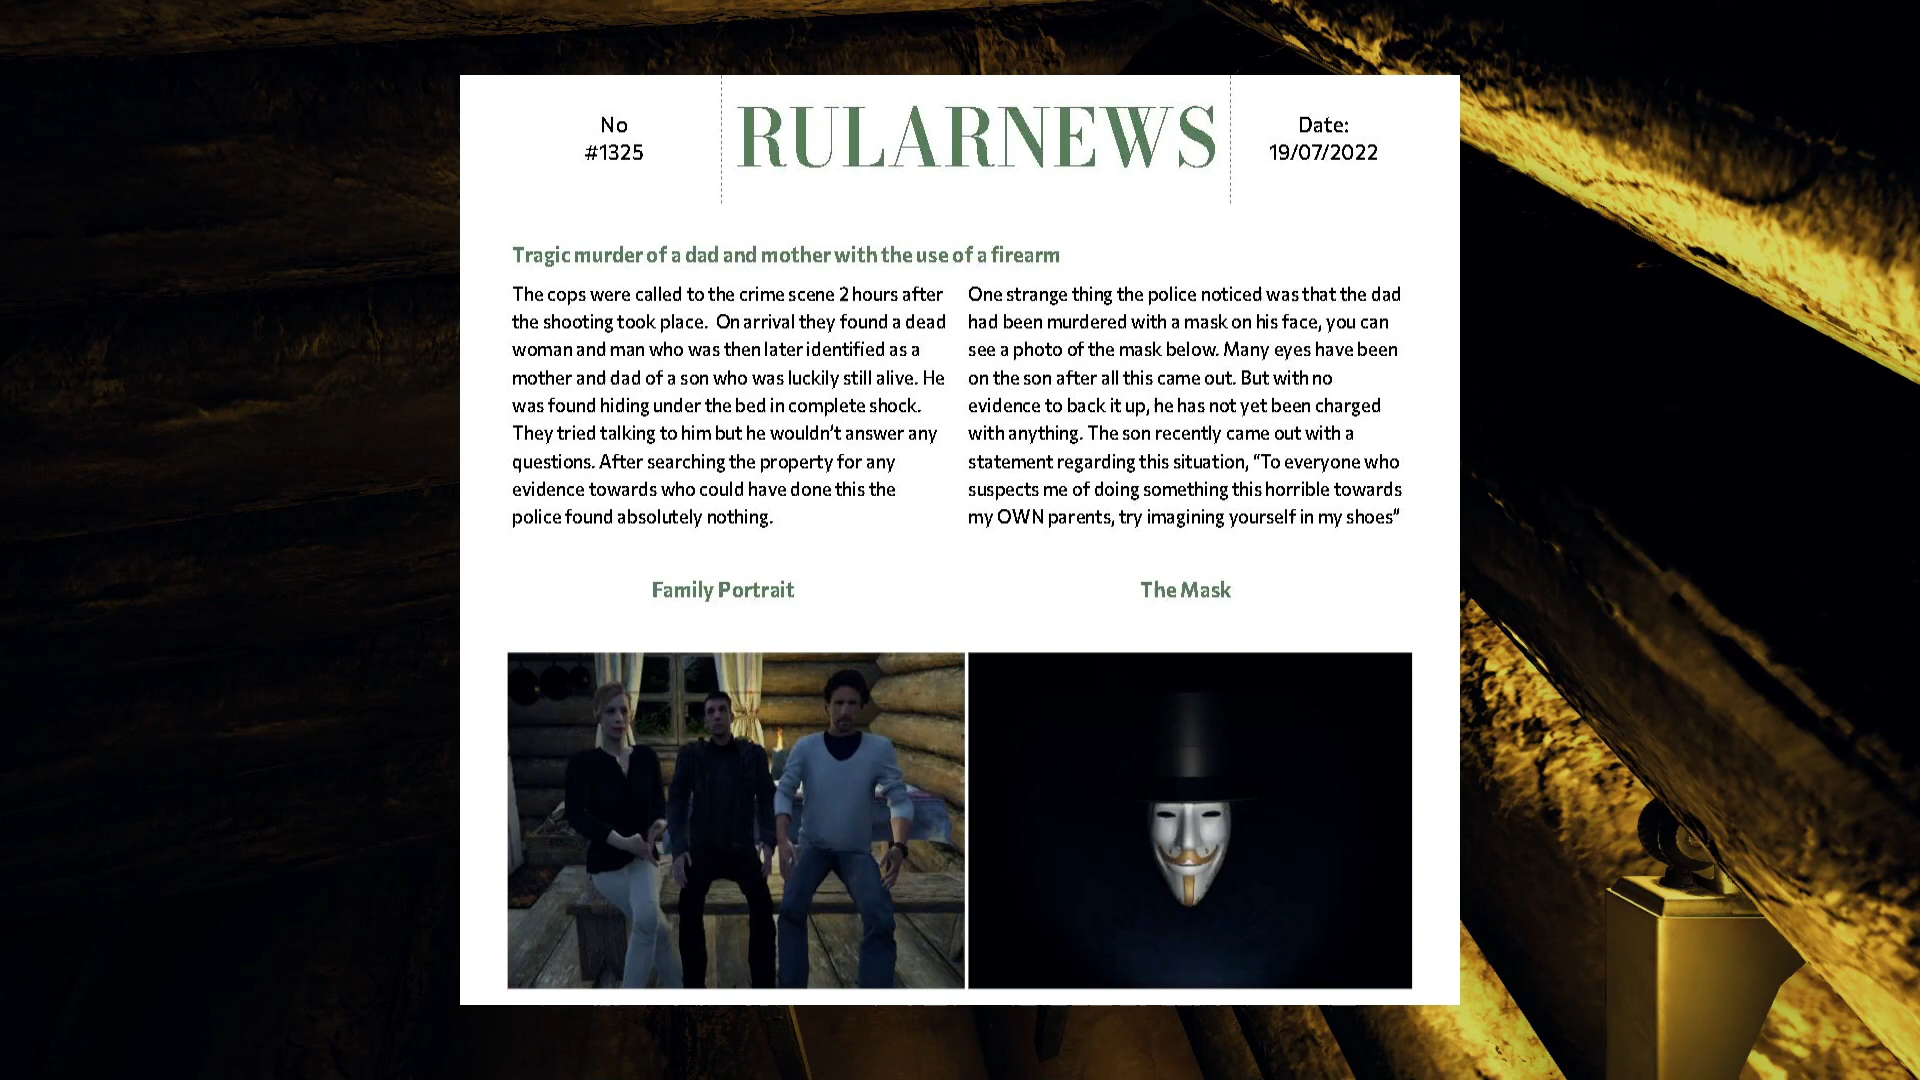 No
#1325
RULARNEWS
Date:
19/07/2022
Tragic murder of a dad and mother with the use of a firearm
The cops were called to the crime scene 2 hours after
the shooting took place. On arrival they found a dead
woman and man who was then later identified as a
mother and dad of a son who was luckily still alive. He
was found hiding under the bed in complete shock.
They tried talking to him but he wouldn't answer any
questions. After searching the property for any
evidence towards who could have done this the
police found absolutely nothing.
One strange thing the police noticed was that the dad
had been murdered with a mask on his face, you can
see a photo of the mask below. Many eyes have been
on the son after all this came out. But with no
evidence to back it up, he has not yet been charged
with anything. The son recently came out with a
statement regarding this situation, “To everyone who
suspects me of doing something this horrible towards
my OWN parents, try imagining yourself in my shoes”
Family Portrait
The Mask